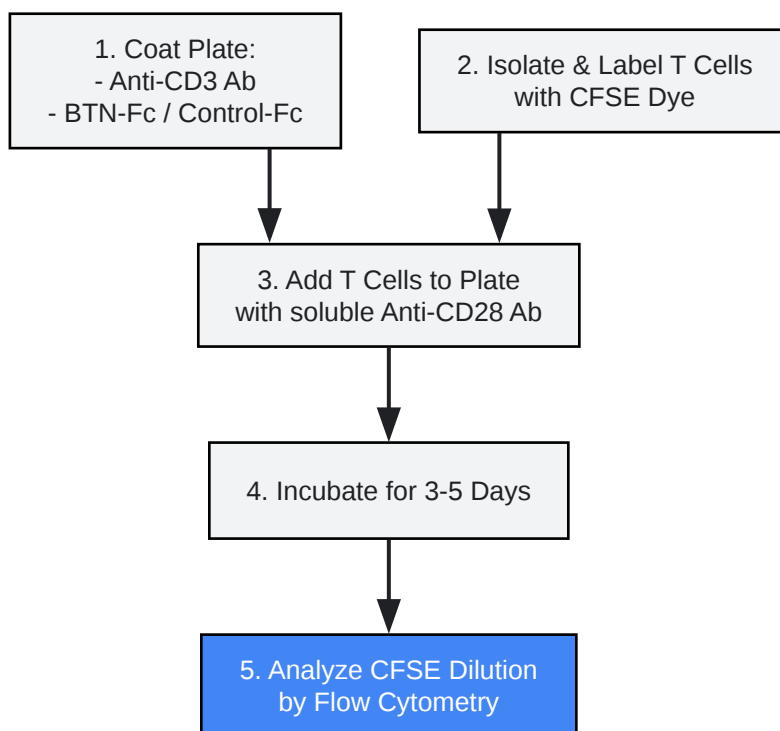 1. Coat Plate:
- Anti-CD3 Ab
- BTN-Fc / Control-Fc
2. Isolate & Label T Cells
with CFSE Dye
3. Add T Cells to Plate
with soluble Anti-CD28 Ab
4. Incubate for 3-5 Days
5. Analyze CFSE Dilution
by Flow Cytometry